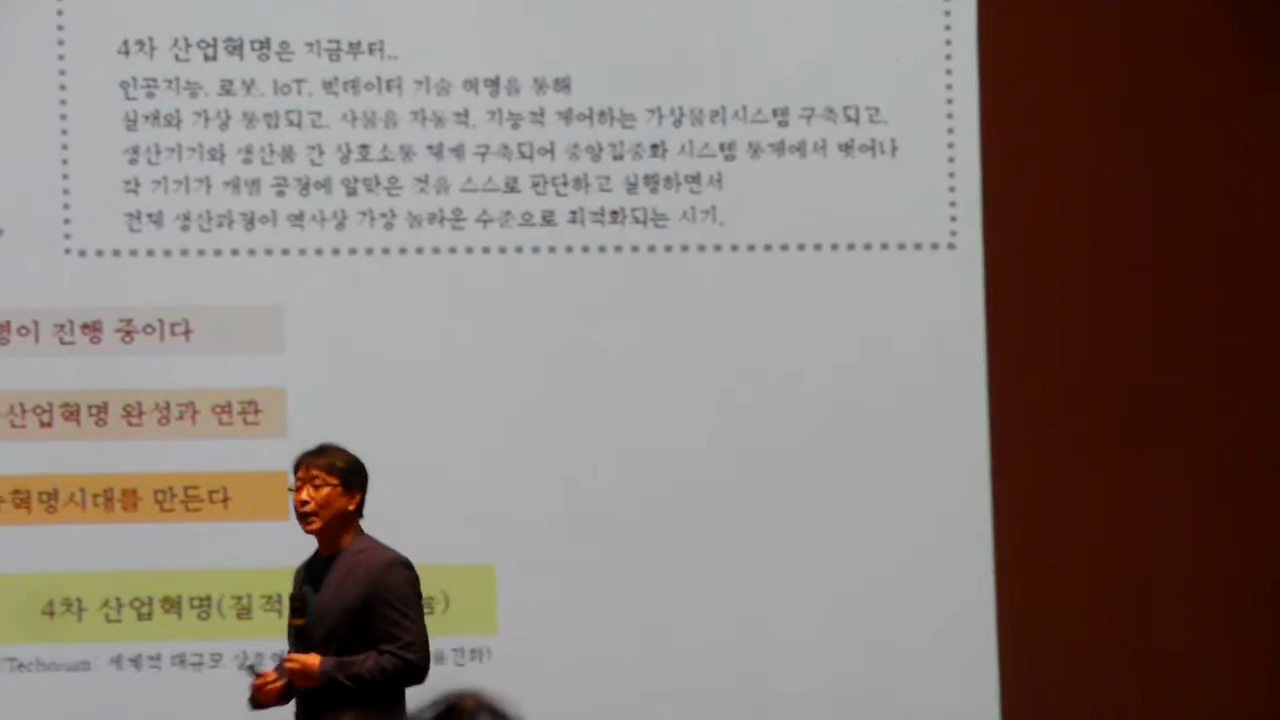 4차 산업혁명은 지금부터..
인공지능, 로봇, IoT, 빅데이터 기술 혁명을 통해
실재와 가상 통합되고, 사물을 자동적, 지능적 제어하는 가상물리시스템 구축되고,
생산기기와 생산품 간 상호소통 체계 구축되어 중앙집중화 시스템 통제에서 벗어나
각 기기가 개별 공정에 알맞은 것을 스스로 판단하고 실행하면서
전체 생산과정이 역사상 가장 놀라운 수준으로 최적화되는 시기.
진행 중이다
산업혁명 완성과 연관
혁명시대를 만든다
4차 산업혁명(질적
Technium: 세계적 대규모